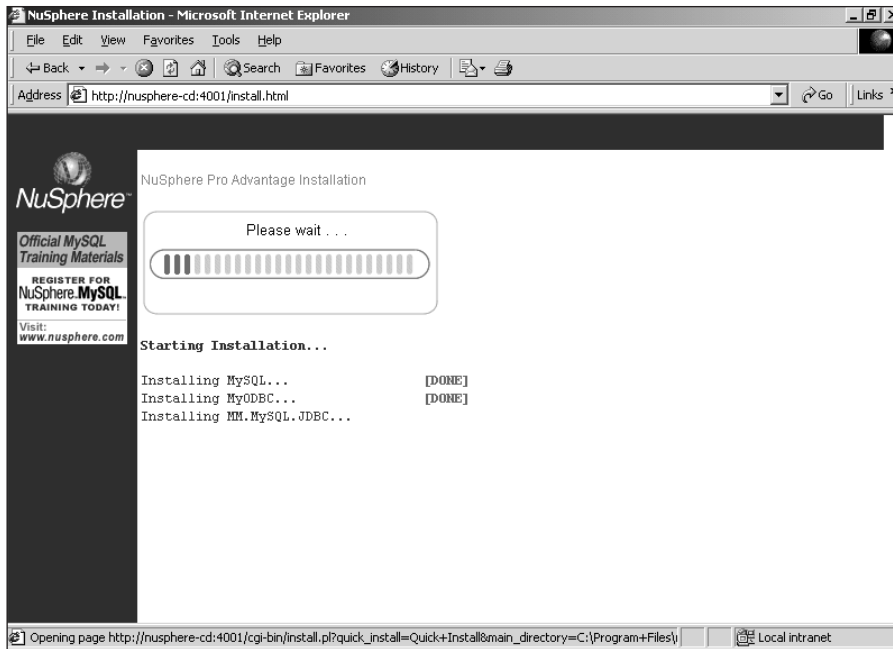 NuSphere Installation - Microsoft Internet Explorer
File Edit View Favorites Tools Help
Back Search Favorites History
Address http://nusphere-cd:4001/install.html Go Links
NuSphere™
Official MySQL
Training Materials
REGISTER FOR
NuSphere.MySQL™
TRAINING TODAY!
Visit:
www.nusphere.com
NuSphere Pro Advantage Installation
Please wait . . .
Starting Installation...
Installing MySQL... [DONE]
Installing MyODBC... [DONE]
Installing MM.MySQL.JDBC...
Opening page http://nusphere-cd:4001/cgi-bin/install.pl?quick_install=Quick+Install&main_directory=C:\Program+Files\ Local intranet